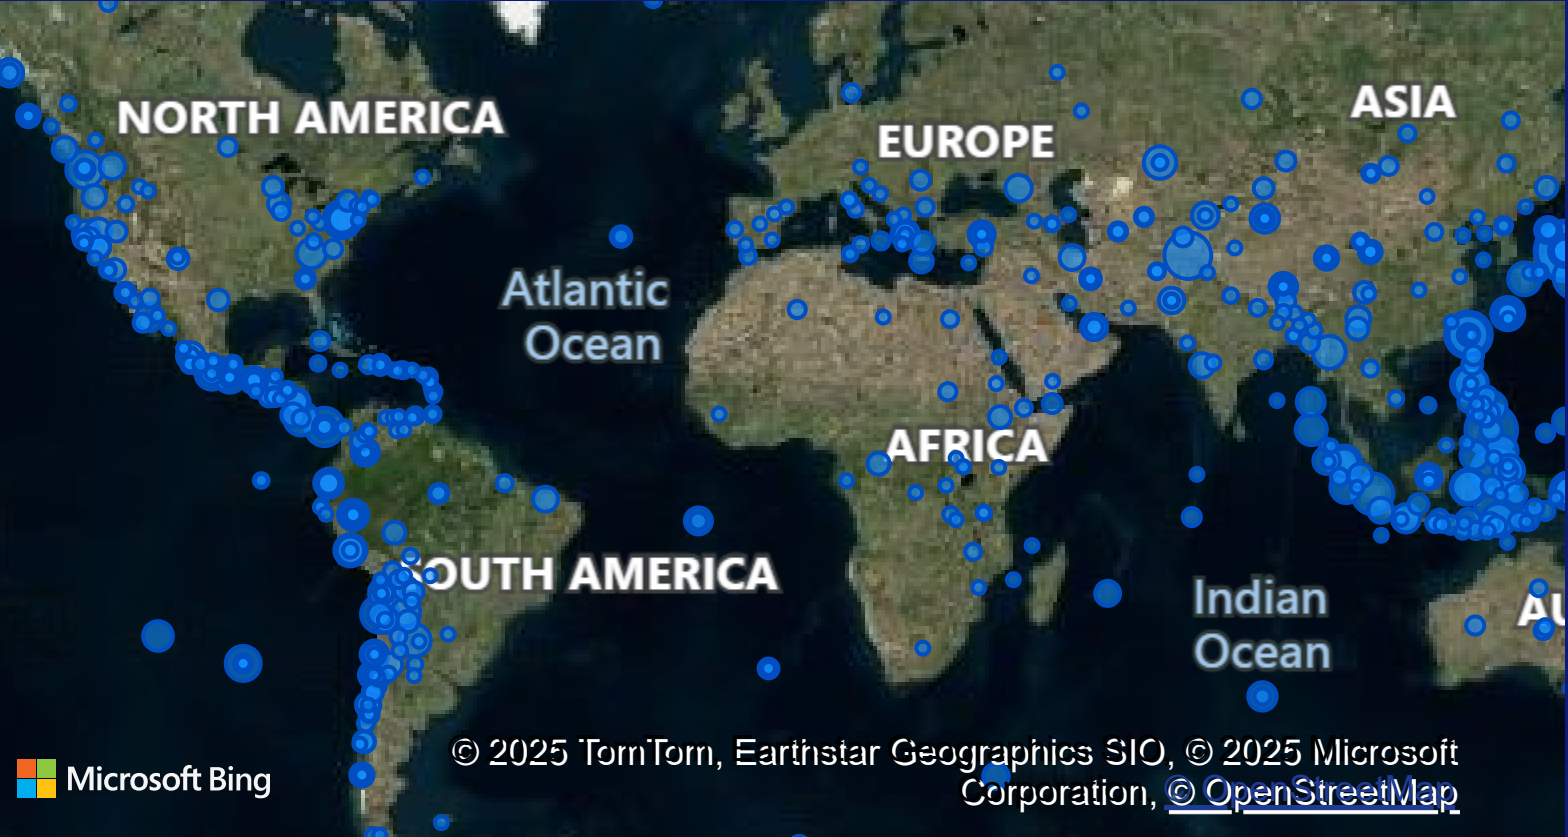 NORTH AMERICA
EUROPE
ASIA
Atlantic
Ocean
AFRICA
SOUTH AMERICA
Indian
Ocean
AU
© 2025 TomTom, Earthstar Geographics SIO, © 2025 Microsoft
Corporation, © OpenStreetMap
Microsoft Bing